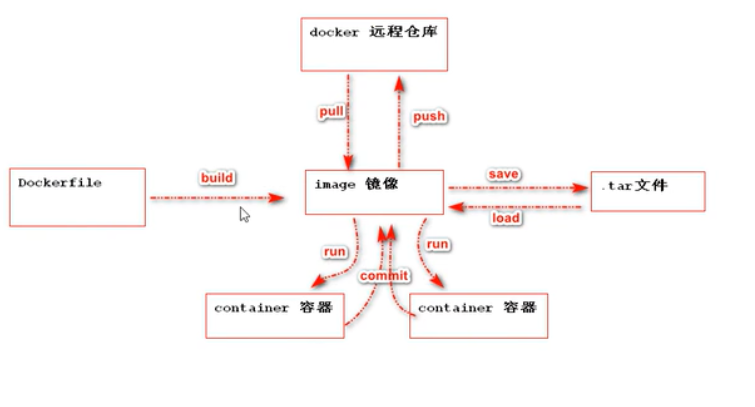 docker 远程仓库
pull
push
Dockerfile
build
image 镜像
save
load
.tar文件
run
run
commit
container 容器
container 容器